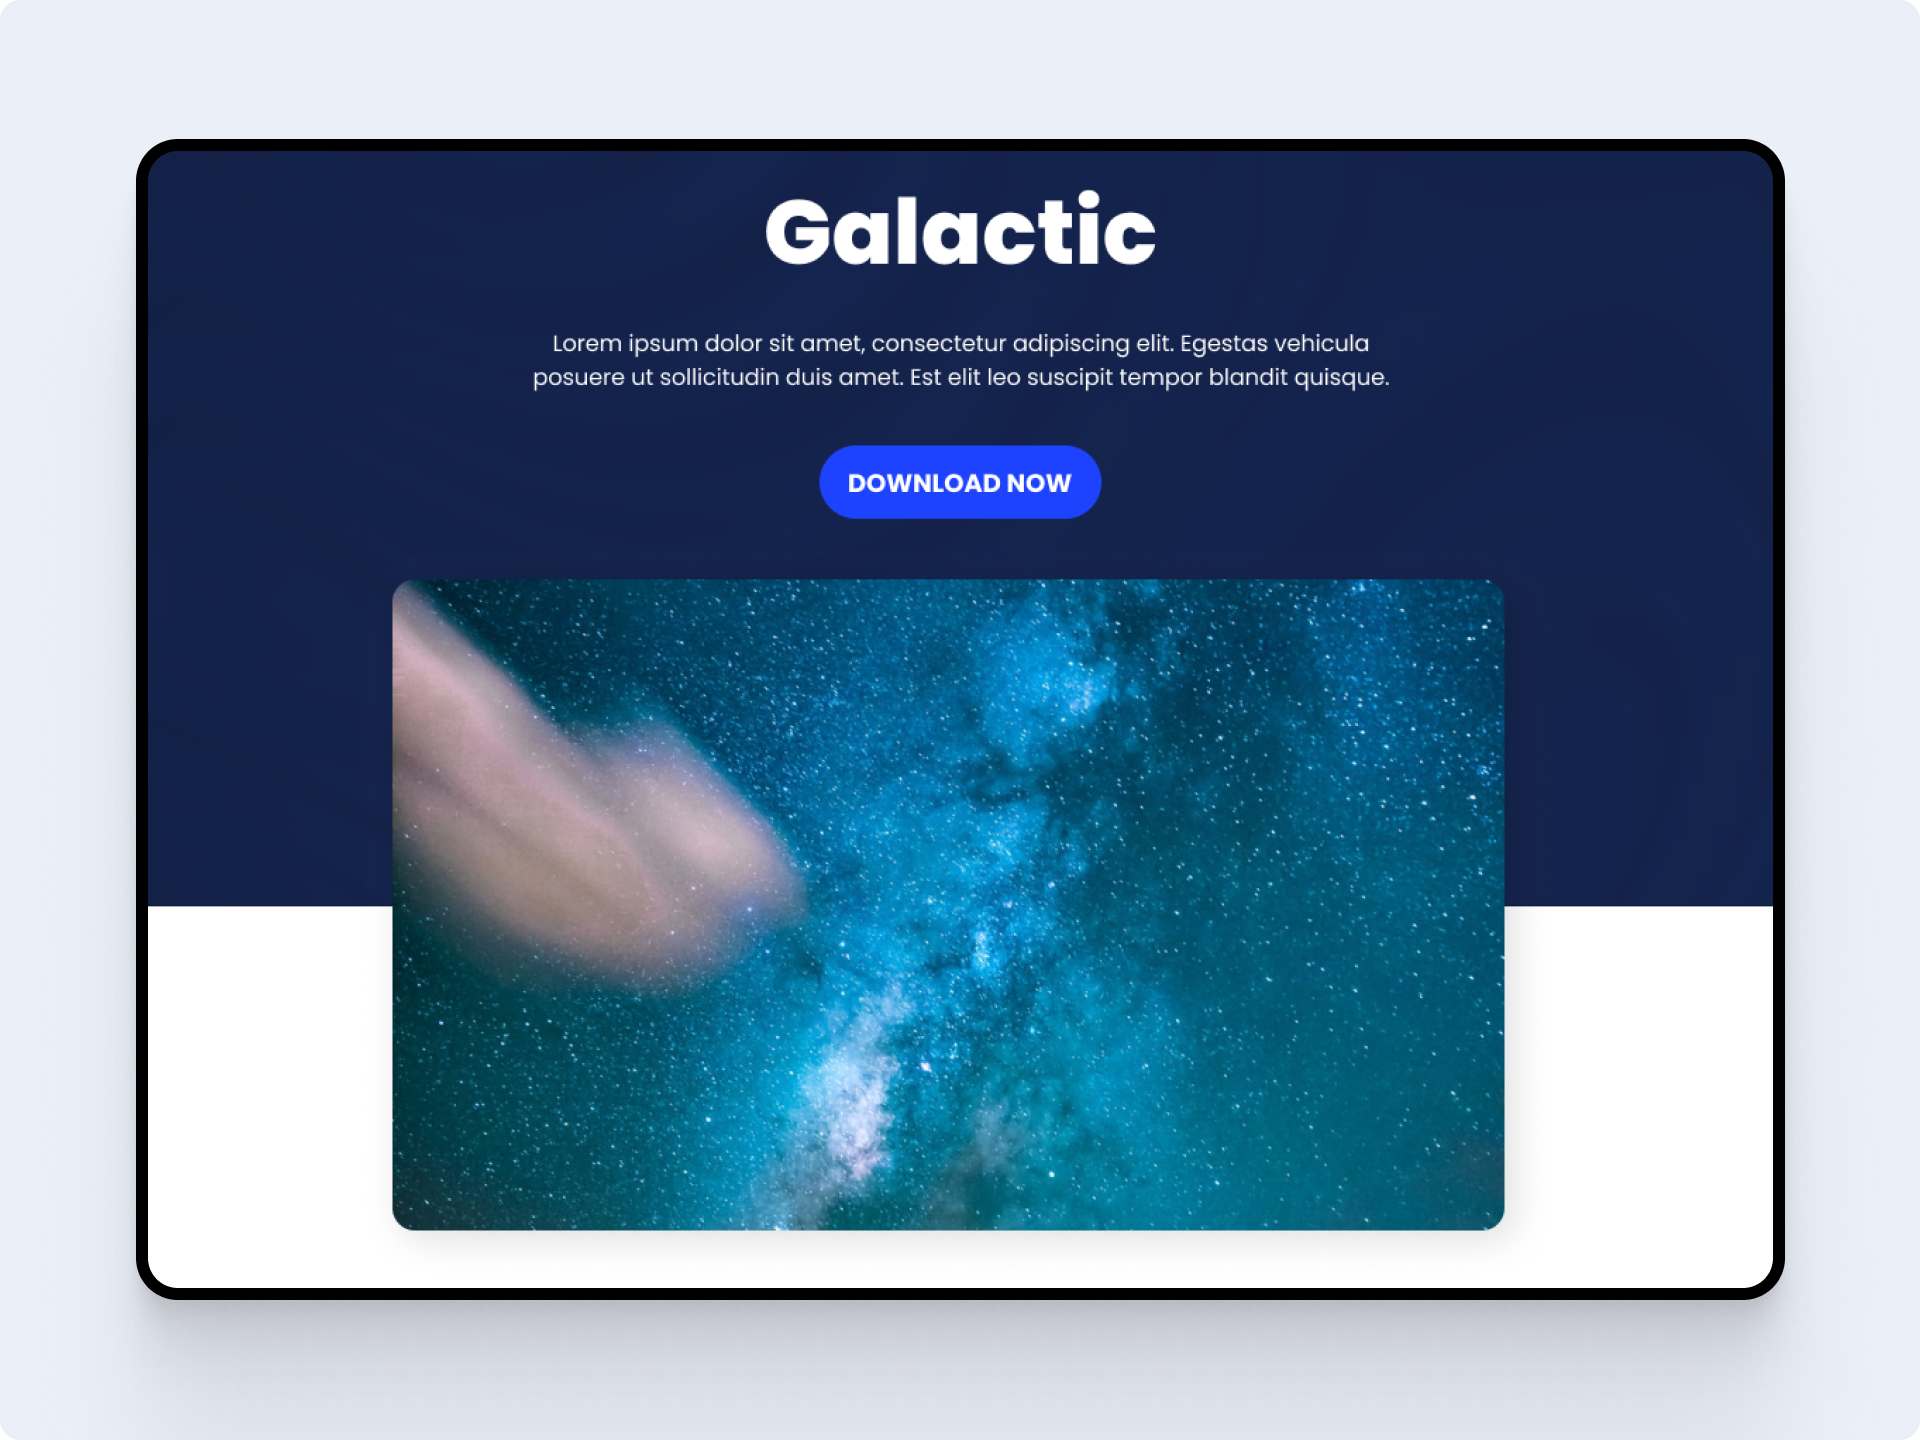 Galactic
Lorem ipsum dolor sit amet, consectetur adipiscing elit. Egestas vehicula
posuere ut sollicitudin duis amet. Est elit leo suscipit tempor blandit quisque.
DOWNLOAD NOW